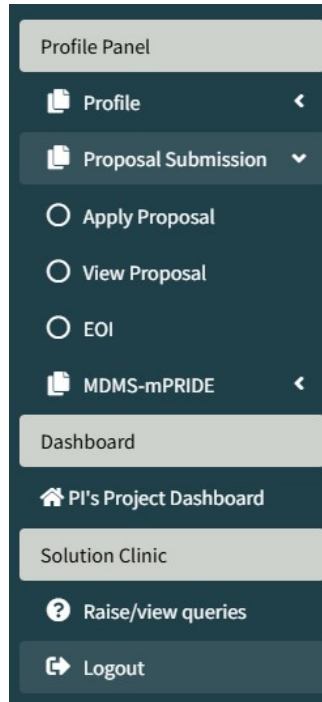 Profile Panel
Profile
Proposal Submission
Apply Proposal
View Proposal
EOI
MDMS-mPRIDE
Dashboard
PI's Project Dashboard
Solution Clinic
Raise/view queries
Logout